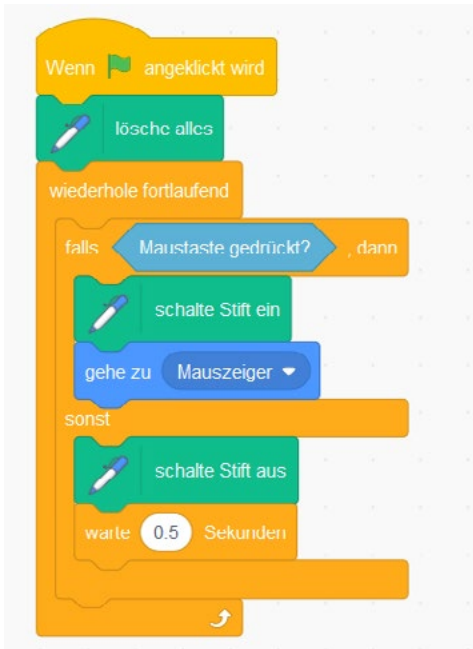 Wenn angeklickt wird
lösche alles
wiederhole fortlaufend
falls Maustaste gedrückt? , dann
schalte Stift ein
gehe zu Mauszeiger
sonst
schalte Stift aus
warte 0.5 Sekunden